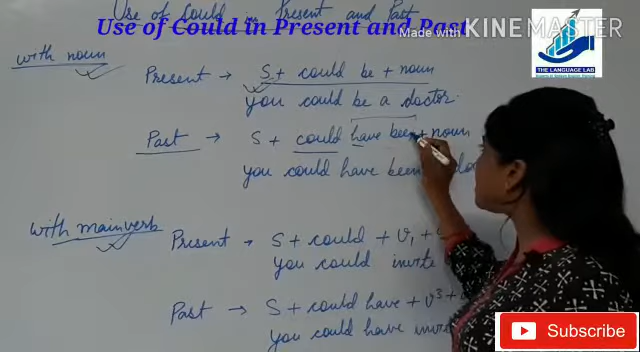 Use of Could in Present and Past
Use of Could in Present and Past
Made with KINEMASTER
THE LANGUAGE LAB
with noun
Present → S + could be + noun
you could be a doctor.
Past → S + could have been + noun
you could have been
with main verb
Present → S + could + V1 +
you could invite
Past → S + could have + V3 +
you could have
Subscribe